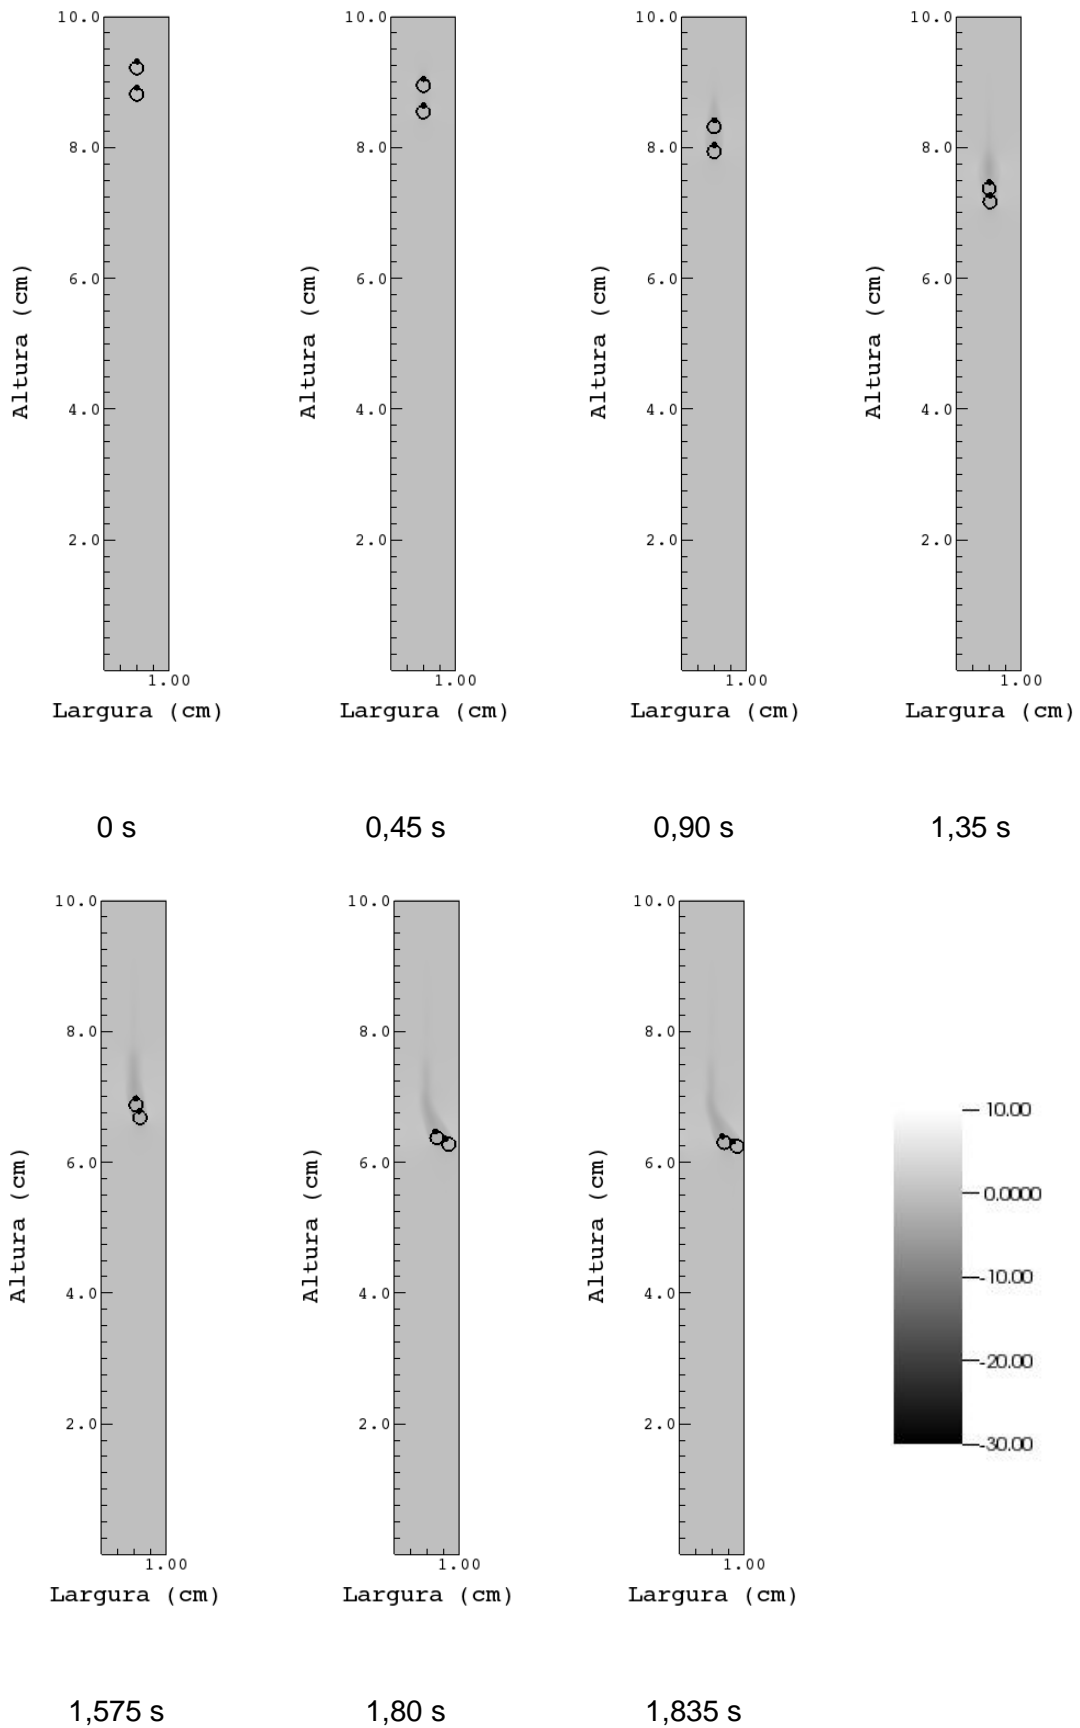 10.0
8.0
6.0
4.0
2.0
1.00
Altura (cm)
Largura (cm)
0 s
10.0
8.0
6.0
4.0
2.0
1.00
Altura (cm)
Largura (cm)
0,45 s
10.0
8.0
6.0
4.0
2.0
1.00
Altura (cm)
Largura (cm)
0,90 s
10.0
8.0
6.0
4.0
2.0
1.00
Altura (cm)
Largura (cm)
1,35 s
10.0
8.0
6.0
4.0
2.0
1.00
Altura (cm)
Largura (cm)
1,575 s
10.0
8.0
6.0
4.0
2.0
1.00
Altura (cm)
Largura (cm)
1,80 s
10.0
8.0
6.0
4.0
2.0
1.00
Altura (cm)
Largura (cm)
1,835 s
10.00
0.0000
-10.00
-20.00
-30.00